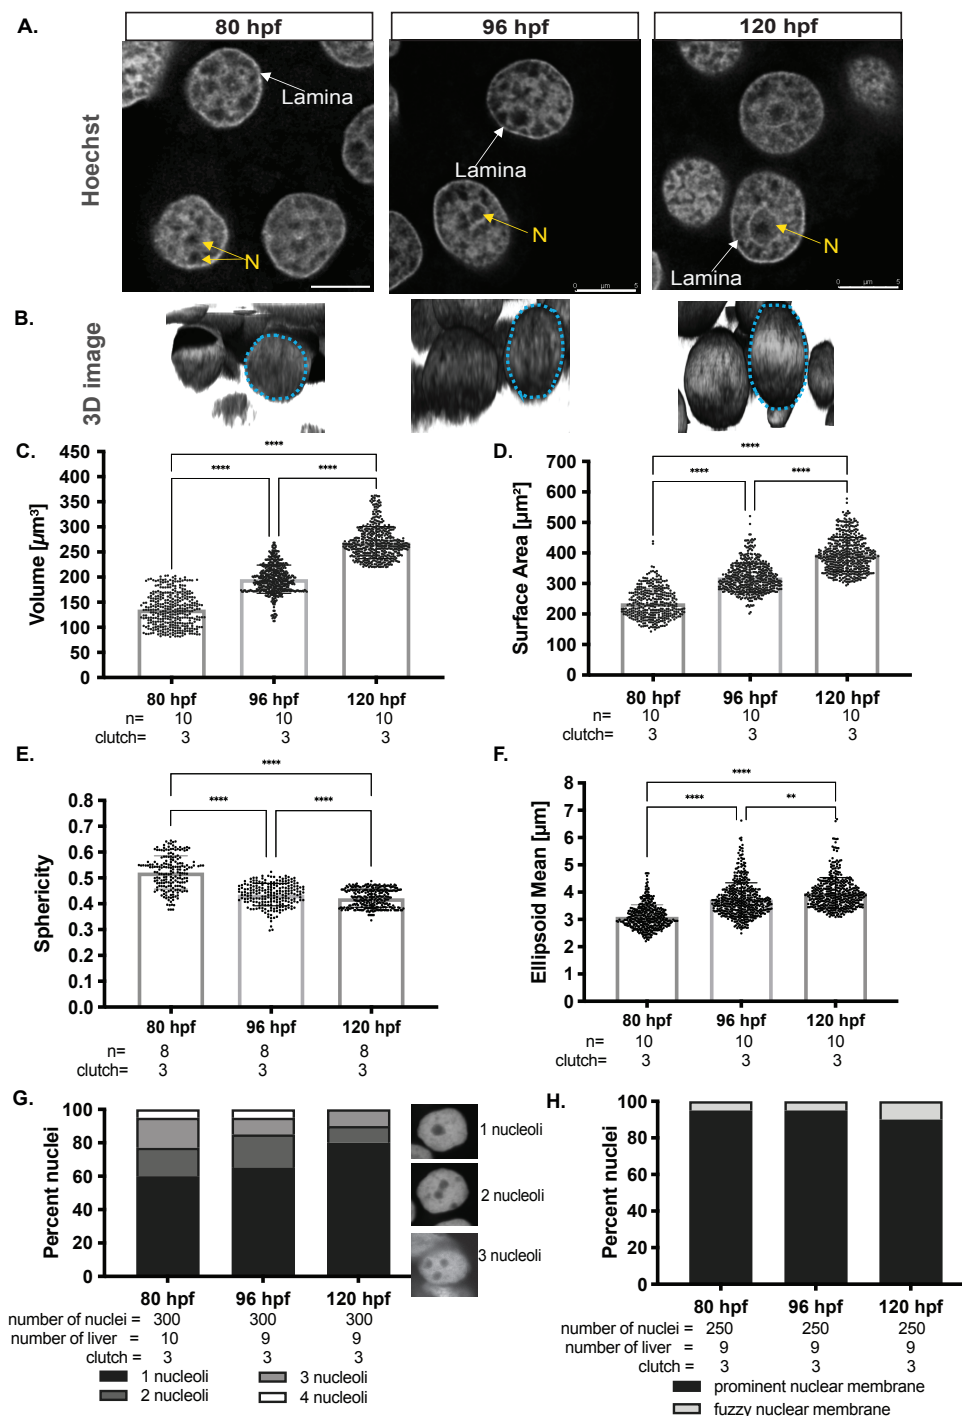 A.
80 hpf
96 hpf
120 hpf
Hoechst
Lamina
N
Lamina
N
0 µm 5
N
Lamina
0 µm 5
B.
3D image
C.
****
****
****
Volume [µm³]
450
400
350
300
250
200
150
100
50
0
80 hpf 96 hpf 120 hpf
n= 10 10 10
clutch= 3 3 3
D.
****
****
****
Surface Area [µm²]
700
600
500
400
300
200
100
0
80 hpf 96 hpf 120 hpf
n= 10 10 10
clutch= 3 3 3
E.
****
****
****
Sphericity
0.8
0.7
0.6
0.5
0.4
0.3
0.2
0.1
0.0
80 hpf 96 hpf 120 hpf
n= 8 8 8
clutch= 3 3 3
F.
****
****
**
Ellipsoid Mean [µm]
8
7
6
5
4
3
2
1
0
80 hpf 96 hpf 120 hpf
n= 10 10 10
clutch= 3 3 3
G.
Percent nuclei
100
80
60
40
20
0
80 hpf 96 hpf 120 hpf
number of nuclei = 300 300 300
number of liver = 10 9 9
clutch = 3 3 3
1 nucleoli
2 nucleoli
3 nucleoli
4 nucleoli
1 nucleoli
2 nucleoli
3 nucleoli
H.
Percent nuclei
100
80
60
40
20
0
80 hpf 96 hpf 120 hpf
number of nuclei = 250 250 250
number of liver = 9 9 9
clutch = 3 3 3
prominent nuclear membrane
fuzzy nuclear membrane